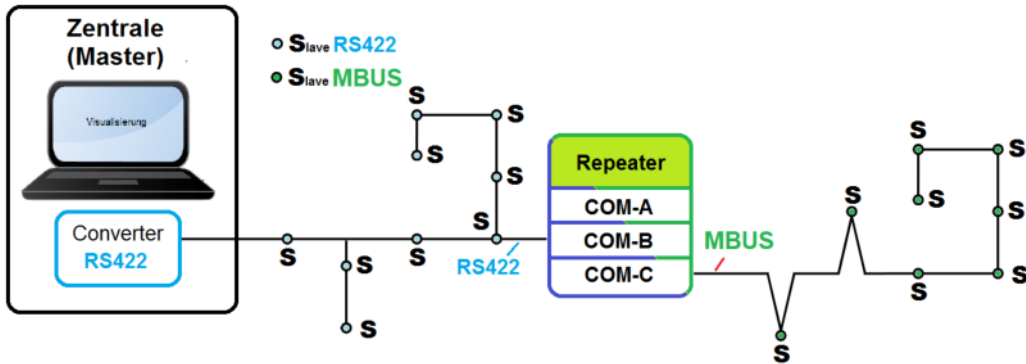 Zentrale
(Master)
Visualisierung
Converter
RS422
Slave RS422
Slave MBUS
S
S
S
S
S
S
S
S
S
RS422
Repeater
COM-A
COM-B
COM-C
MBUS
S
S
S
S
S
S
S
S